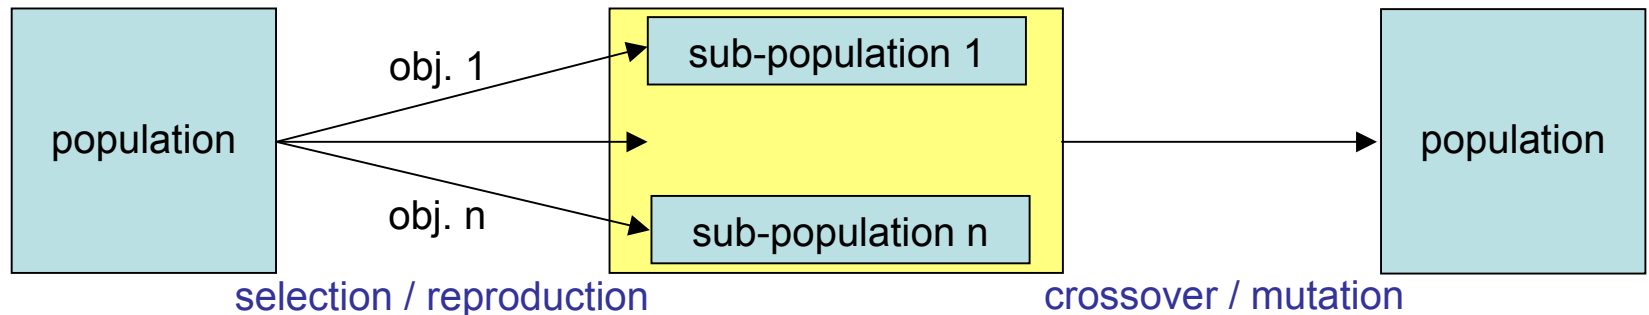 population
obj. 1
obj. n
sub-population 1
sub-population n
population
selection / reproduction
crossover / mutation